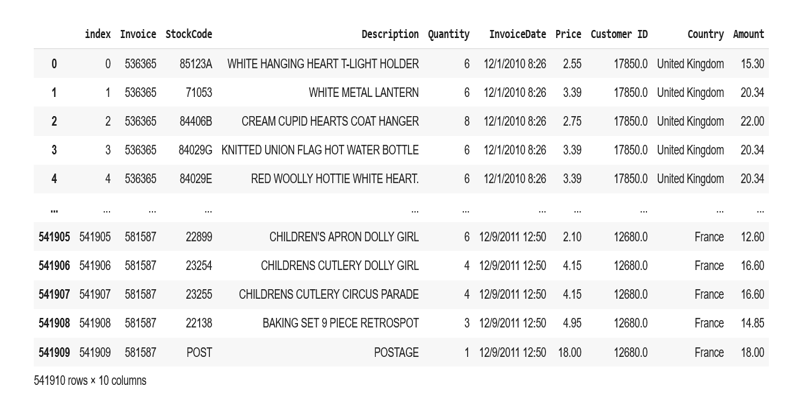 index Invoice StockCode Description Quantity InvoiceDate Price Customer ID Country Amount
0 0 536365 85123A WHITE HANGING HEART T-LIGHT HOLDER 6 12/1/2010 8:26 2.55 17850.0 United Kingdom 15.30
1 1 536365 71053 WHITE METAL LANTERN 6 12/1/2010 8:26 3.39 17850.0 United Kingdom 20.34
2 2 536365 84406B CREAM CUPID HEARTS COAT HANGER 8 12/1/2010 8:26 2.75 17850.0 United Kingdom 22.00
3 3 536365 84029G KNITTED UNION FLAG HOT WATER BOTTLE 6 12/1/2010 8:26 3.39 17850.0 United Kingdom 20.34
4 4 536365 84029E RED WOOLLY HOTTIE WHITE HEART. 6 12/1/2010 8:26 3.39 17850.0 United Kingdom 20.34
... ... ... ... ... ... ... ... ... ... ...
541905 541905 581587 22899 CHILDREN'S APRON DOLLY GIRL 6 12/9/2011 12:50 2.10 12680.0 France 12.60
541906 541906 581587 23254 CHILDRENS CUTLERY DOLLY GIRL 4 12/9/2011 12:50 4.15 12680.0 France 16.60
541907 541907 581587 23255 CHILDRENS CUTLERY CIRCUS PARADE 4 12/9/2011 12:50 4.15 12680.0 France 16.60
541908 541908 581587 22138 BAKING SET 9 PIECE RETROSPOT 3 12/9/2011 12:50 4.95 12680.0 France 14.85
541909 541909 581587 POST POSTAGE 1 12/9/2011 12:50 18.00 12680.0 France 18.00
541910 rows × 10 columns